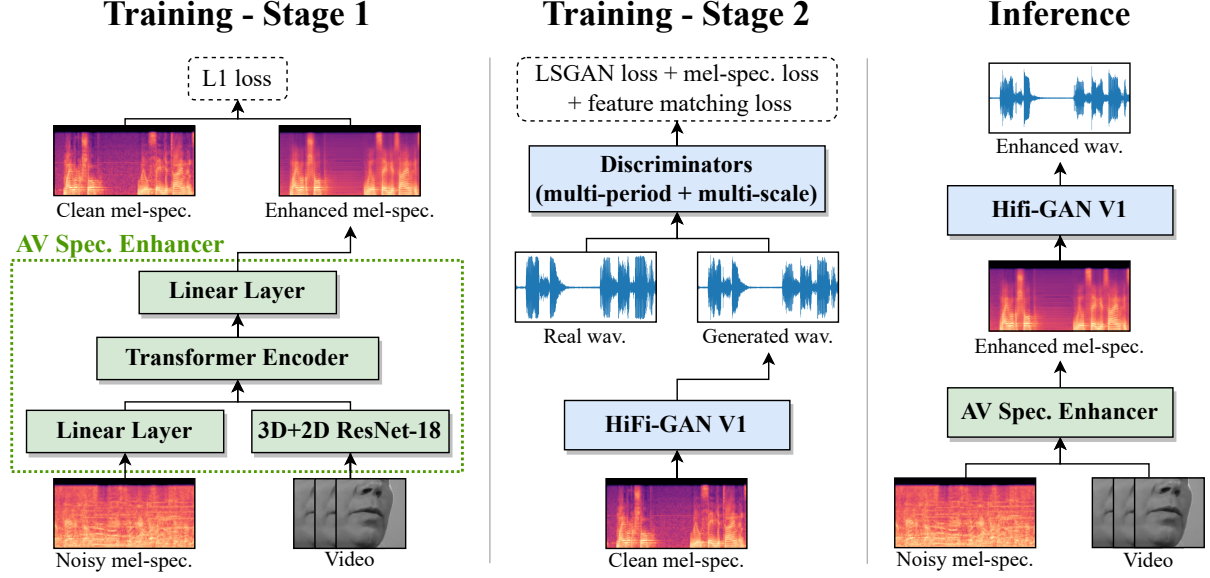 Training - Stage 1
L1 loss
Clean mel-spec.
Enhanced mel-spec.
AV Spec. Enhancer
Linear Layer
Transformer Encoder
Linear Layer
3D+2D ResNet-18
Noisy mel-spec.
Video
Training - Stage 2
LSGAN loss + mel-spec. loss
+ feature matching loss
Discriminators
(multi-period + multi-scale)
Real wav.
Generated wav.
HiFi-GAN V1
Clean mel-spec.
Inference
Enhanced wav.
Hifi-GAN V1
Enhanced mel-spec.
AV Spec. Enhancer
Noisy mel-spec.
Video